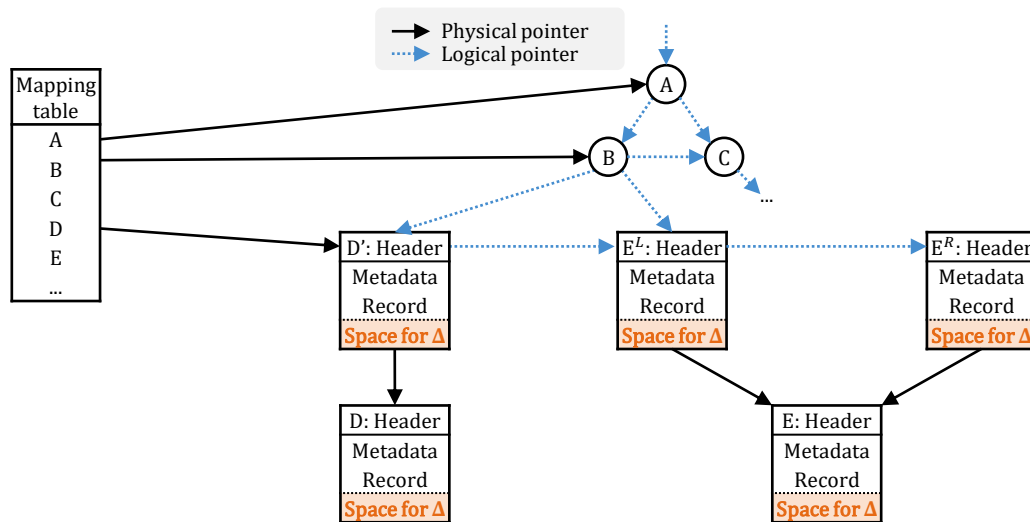 Physical pointer
Logical pointer
Mapping
table
A
B
C
D
E
...
A
B
C
...
D’: Header
Metadata
Record
Space for Δ
E^L: Header
Metadata
Record
Space for Δ
E^R: Header
Metadata
Record
Space for Δ
D: Header
Metadata
Record
Space for Δ
E: Header
Metadata
Record
Space for Δ